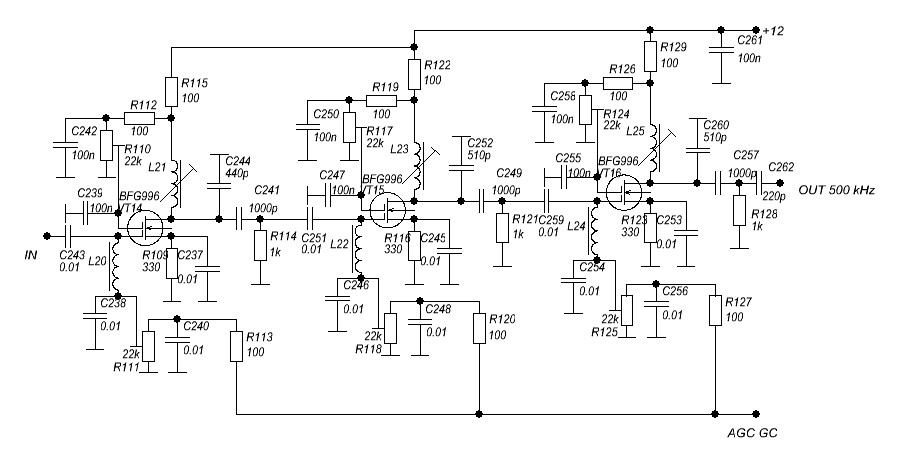 +12
R129
100
C261
100n
R122
100
R126
100
R115
100
R119
100
C258
100n
R124
22k
R112
100
C250
100n
R117
22k
C242
100n
R110
22k
L25
C260
510p
L23
C252
510p
L21
C244
440p
C255
100n
BFG996
VT16
C257
1000p
C262
220p
OUT 500 kHz
C247
100n
BFG996
VT15
C249
1000p
BFG996
VT14
C239
100n
C241
1000p
R128
1k
IN
C243
0.01
L20
R109
330
C237
0.01
R114
1k
C251
0.01
L22
R116
330
C245
0.01
R121
1k
C259
0.01
L24
R123
330
C253
0.01
C238
0.01
C246
0.01
C254
0.01
C256
0.01
R127
100
C240
0.01
R113
100
22k
R111
C248
0.01
R120
100
22k
R118
22k
R125
AGC GC